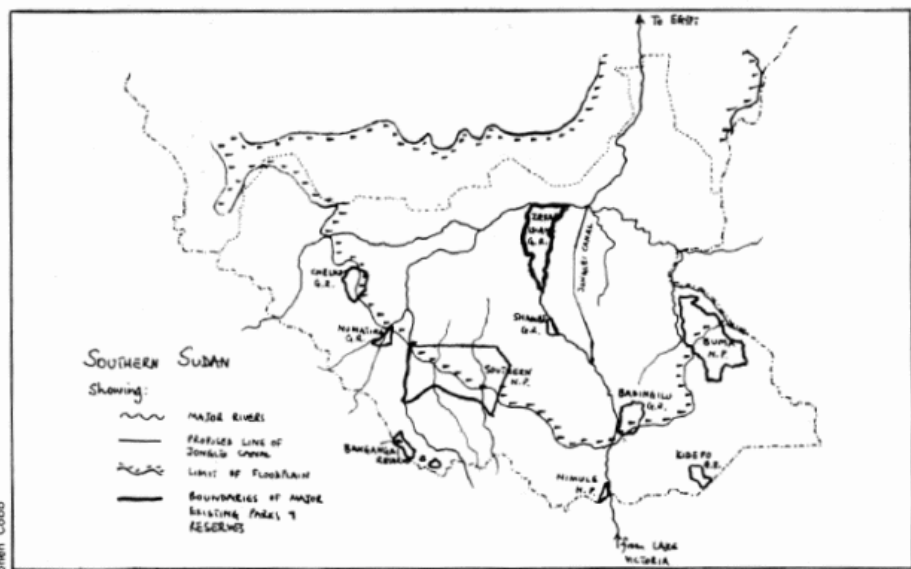 To EGYPT
ZERAF
G.R.
JONGLEI CANAL
CHELKOU
G.R.
SHAMBE
G.R.
NUMATINA
G.R.
BOMA
N.P.
SOUTHERN
N.P.
BADINGILU
G.R.
BANGANGAI
KIDEPO
G.R.
NIMULE
N.P.
from LAKE
VICTORIA
SOUTHERN SUDAN
Showing:
MAJOR RIVERS
PROPOSED LINE OF
JONGLEI CANAL
LIMIT OF FLOODPLAIN
BOUNDARIES OF MAJOR
EXISTING PARKS &
RESERVES
Cobb